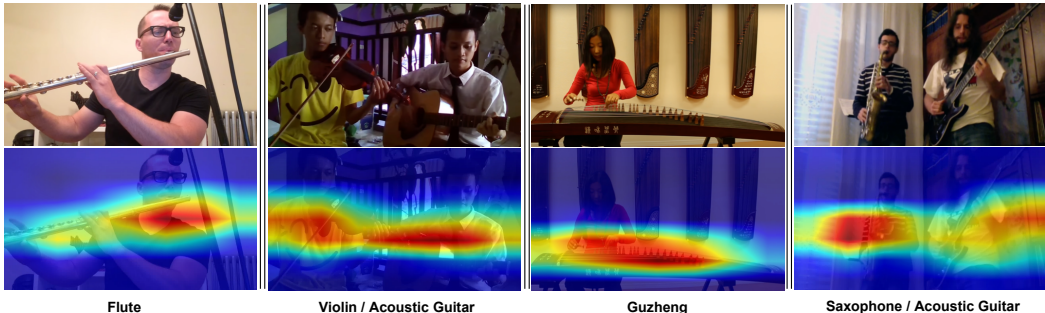 Flute
Violin / Acoustic Guitar
Guzheng
Saxophone / Acoustic Guitar